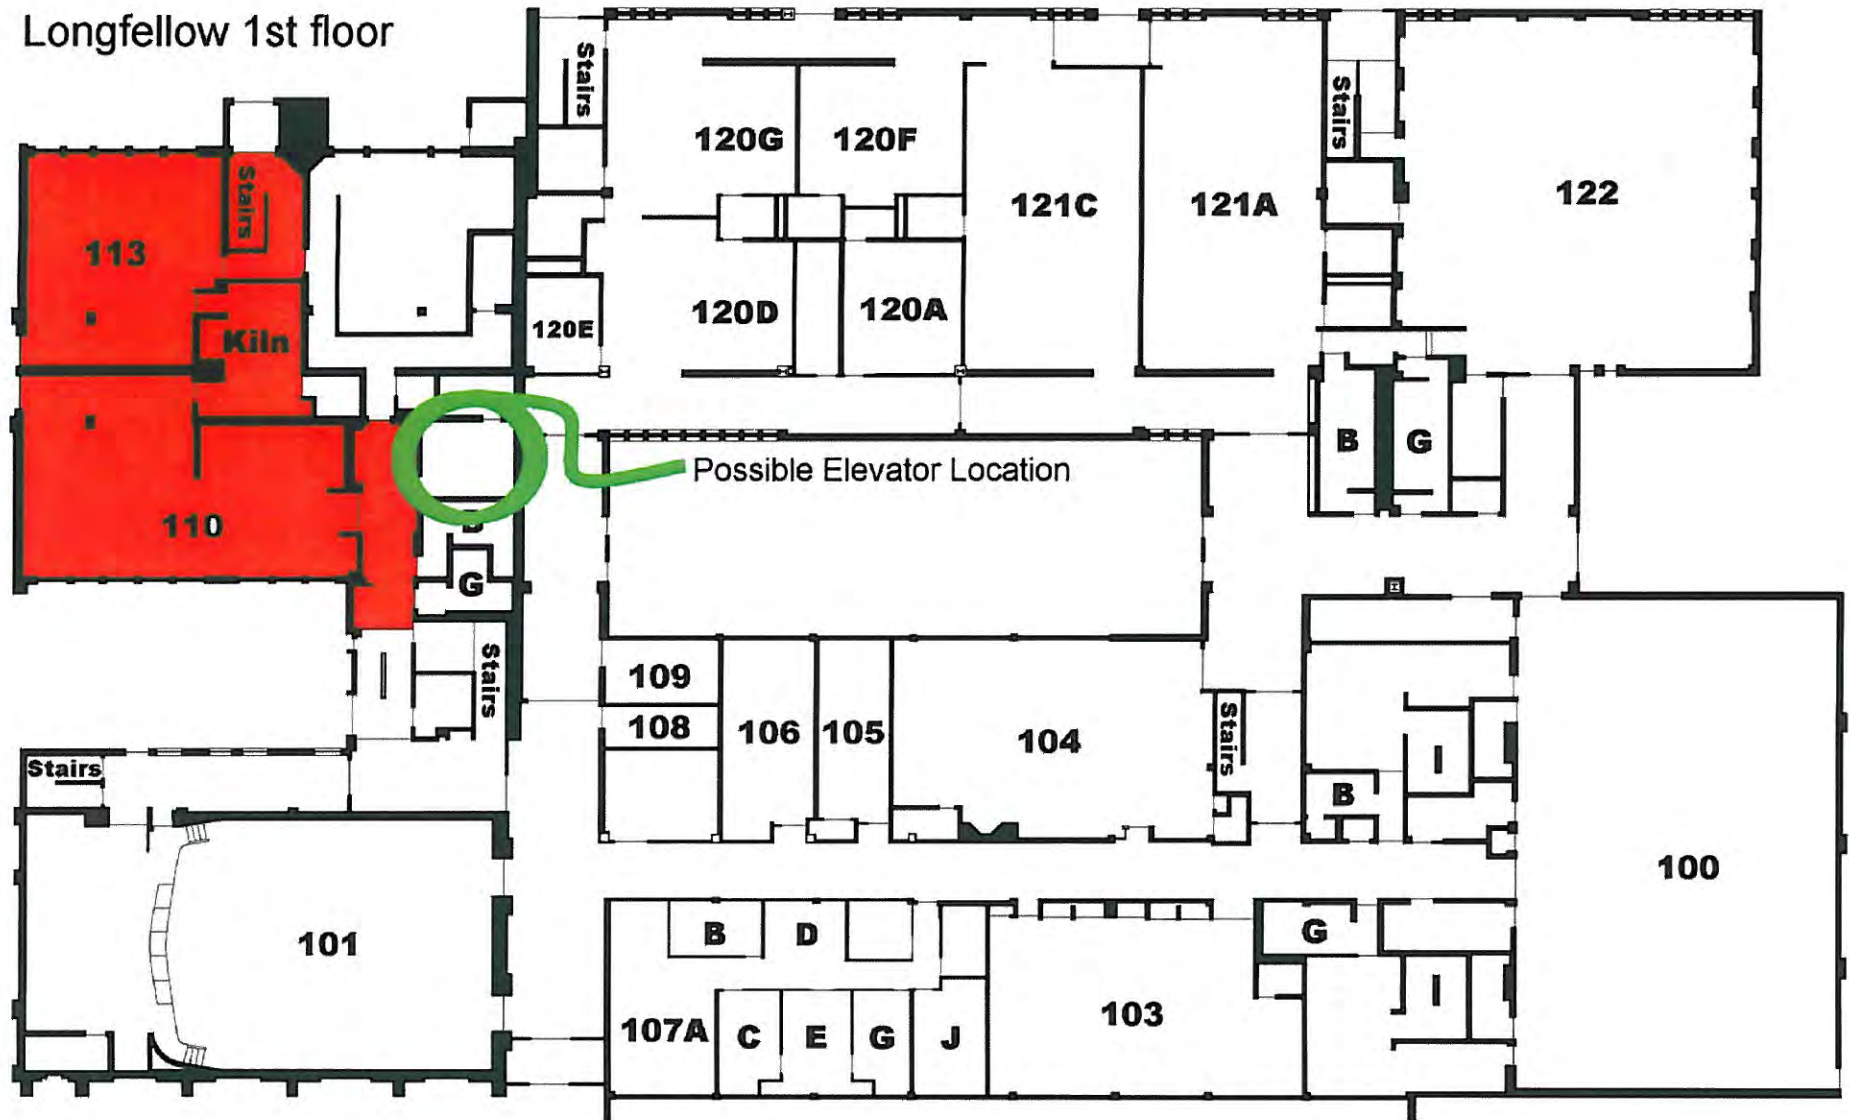 Longfellow 1st floor
Stairs
120G
120F
121C
121A
Stairs
122
113
Stairs
Kiln
120E
120D
120A
Possible Elevator Location
B
G
110
G
109
108
106
105
104
Stairs
Stairs
Stairs
B
I
100
101
B
D
107A
C
E
G
J
103
G
I